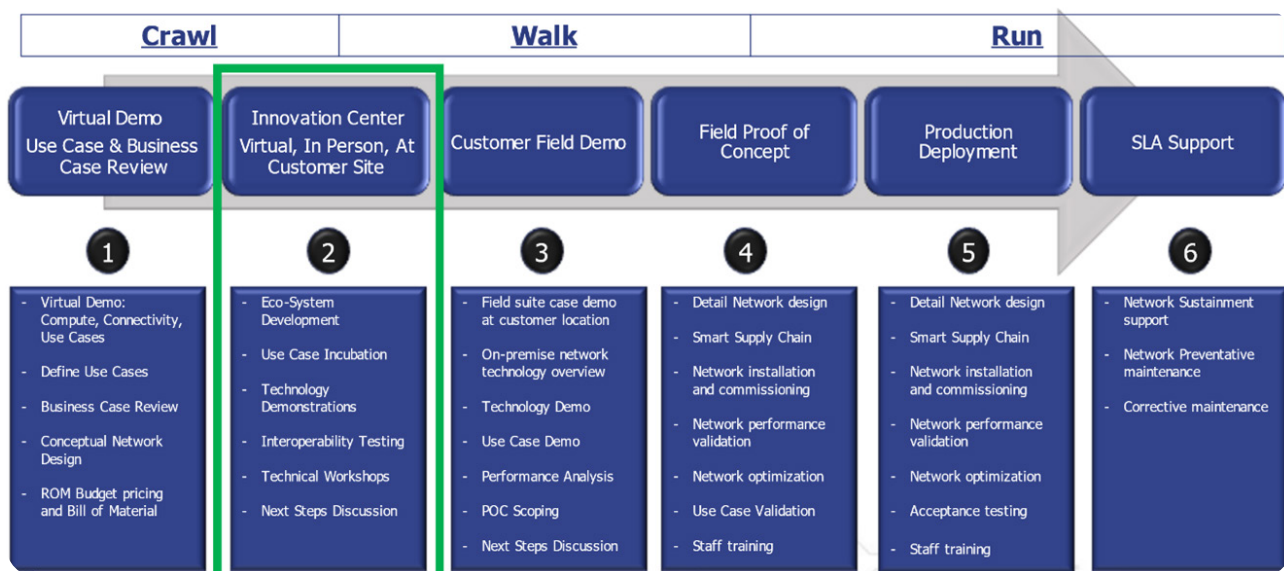 Crawl
Walk
Run
Virtual Demo
Use Case & Business
Case Review
Innovation Center
Virtual, In Person, At
Customer Site
Customer Field Demo
Field Proof of
Concept
Production
Deployment
SLA Support
1
2
3
4
5
6
- Virtual Demo:
Compute, Connectivity,
Use Cases
- Define Use Cases
- Business Case Review
- Conceptual Network
Design
- ROM Budget pricing
and Bill of Material
- Eco-System
Development
- Use Case Incubation
- Technology
Demonstrations
- Interoperability Testing
- Technical Workshops
- Next Steps Discussion
- Field suite case demo
at customer location
- On-premise network
technology overview
- Technology Demo
- Use Case Demo
- Performance Analysis
- POC Scoping
- Next Steps Discussion
- Detail Network design
- Smart Supply Chain
- Network installation
and commissioning
- Network performance
validation
- Network optimization
- Use Case Validation
- Staff training
- Detail Network design
- Smart Supply Chain
- Network installation
and commissioning
- Network performance
validation
- Network optimization
- Acceptance testing
- Staff training
- Network Sustainment
support
- Network Preventative
maintenance
- Corrective maintenance